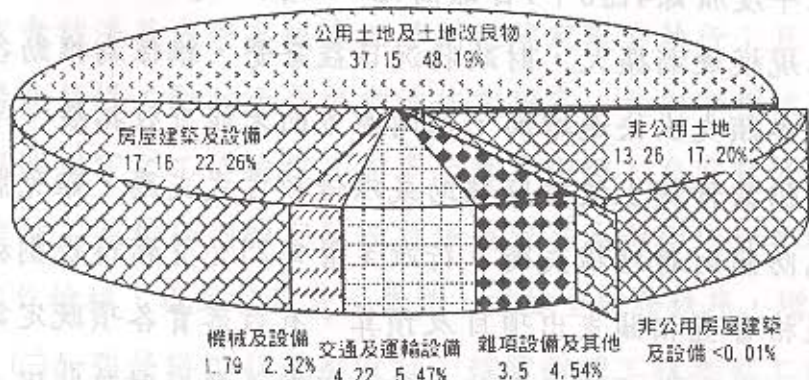 公用土地及土地改良物
37.15 48.19%
房屋建築及設備
17.16 22.26%
非公用土地
13.26 17.20%
機械及設備
1.79 2.32%
交通及運輸設備
4.22 5.47%
雜項設備及其他
3.5 4.54%
非公用房屋建築
及設備 <0.01%